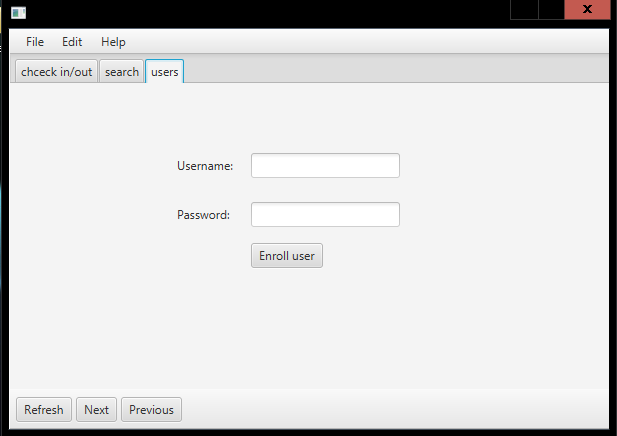 File Edit Help
chceck in/out search users
Username:
Password:
Enroll user
Refresh Next Previous